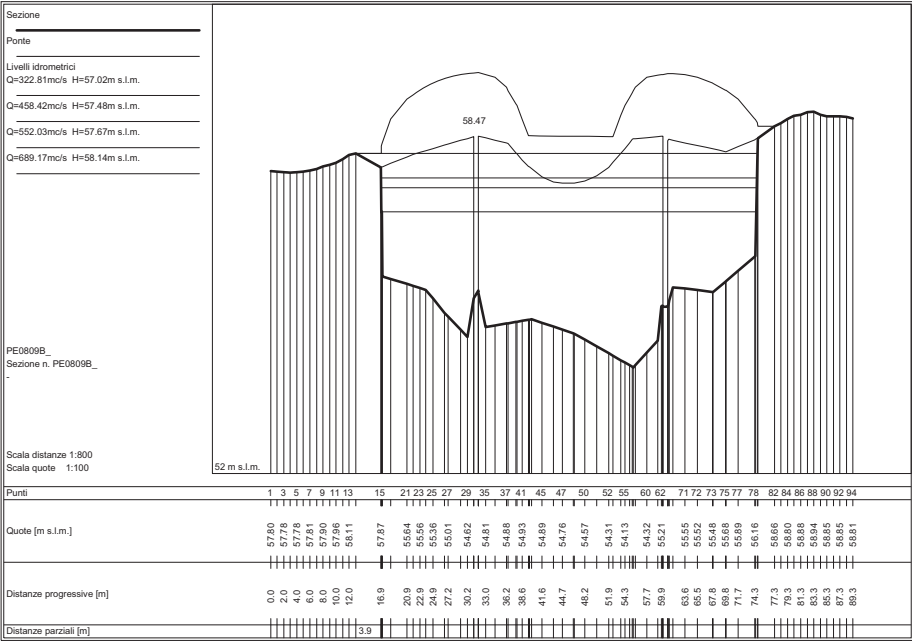 Sezione
Ponte
Livelli idrometrici
Q=322.81mc/s H=57.02m s.l.m.
Q=458.42mc/s H=57.48m s.l.m.
Q=552.03mc/s H=57.67m s.l.m.
Q=689.17mc/s H=58.14m s.l.m.
58.47
PE0809B_
Sezione n. PE0809B_
-
Scala distanze 1:800
Scala quote 1:100
52 m s.l.m.
Punti 1 3 5 7 9 11 13 15 21 23 25 27 29 35 37 41 45 47 50 52 55 60 62 71 72 73 75 77 78 82 84 86 88 90 92 94
Quote [m s.l.m.] 57.80 57.78 57.78 57.81 57.90 57.96 58.11 57.87 55.64 55.56 55.36 55.01 54.62 54.81 54.88 54.93 54.89 54.76 54.57 54.31 54.13 54.32 55.21 55.55 55.52 55.48 55.68 55.89 56.16 58.66 58.80 58.88 58.94 58.85 58.85 58.81
Distanze progressive [m] 0.0 2.0 4.0 6.0 8.0 10.0 12.0 16.9 20.9 22.9 24.9 27.2 30.2 33.0 36.2 38.6 41.6 44.7 48.2 51.9 54.3 57.7 59.9 63.6 65.5 67.8 69.8 71.7 74.3 77.3 79.3 81.3 83.3 85.3 87.3 89.3
Distanze parziali [m] 3.9